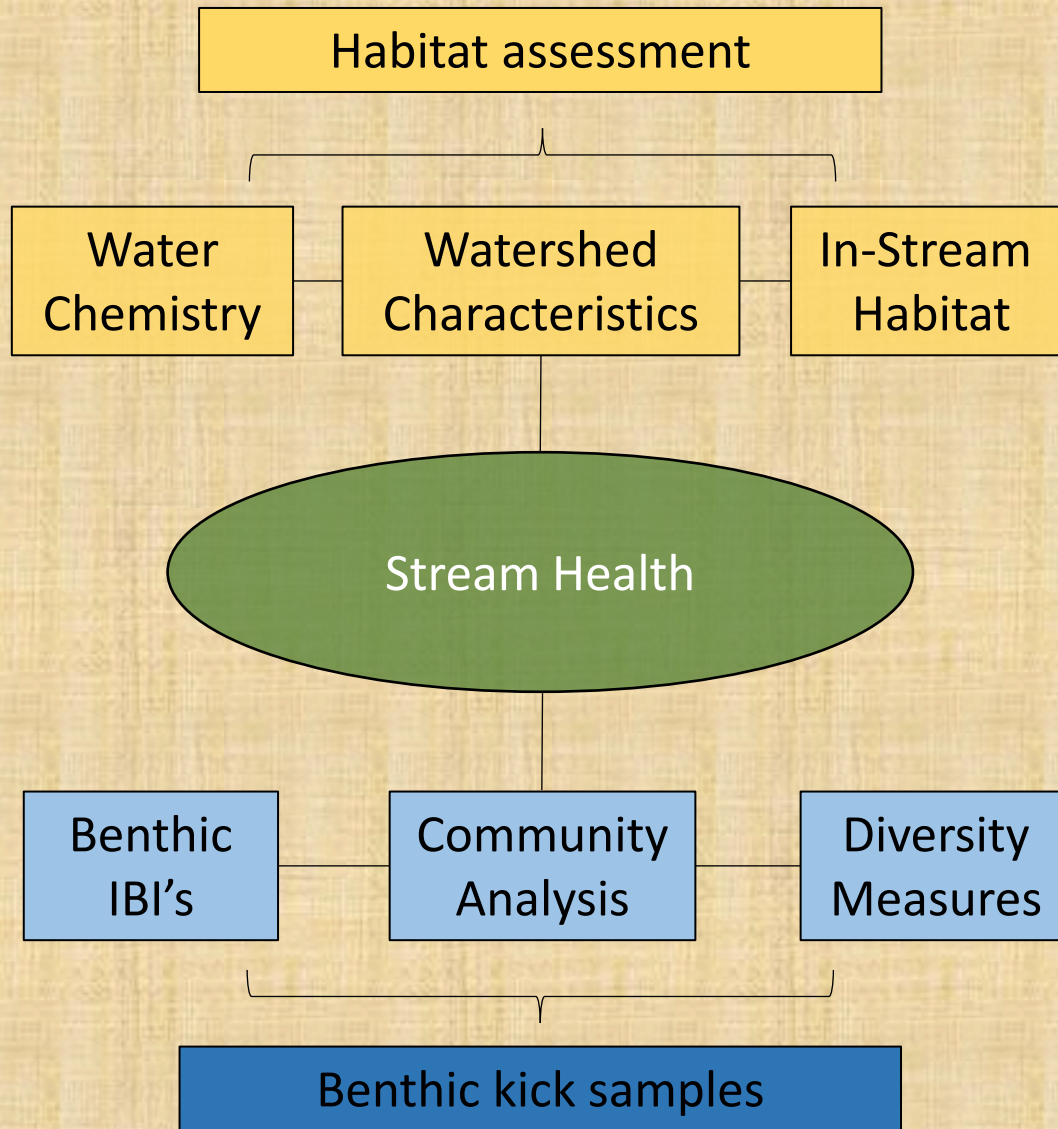 Habitat assessment
Water
Chemistry
Watershed
Characteristics
In-Stream
Habitat
Stream Health
Benthic
IBI’s
Community
Analysis
Diversity
Measures
Benthic kick samples